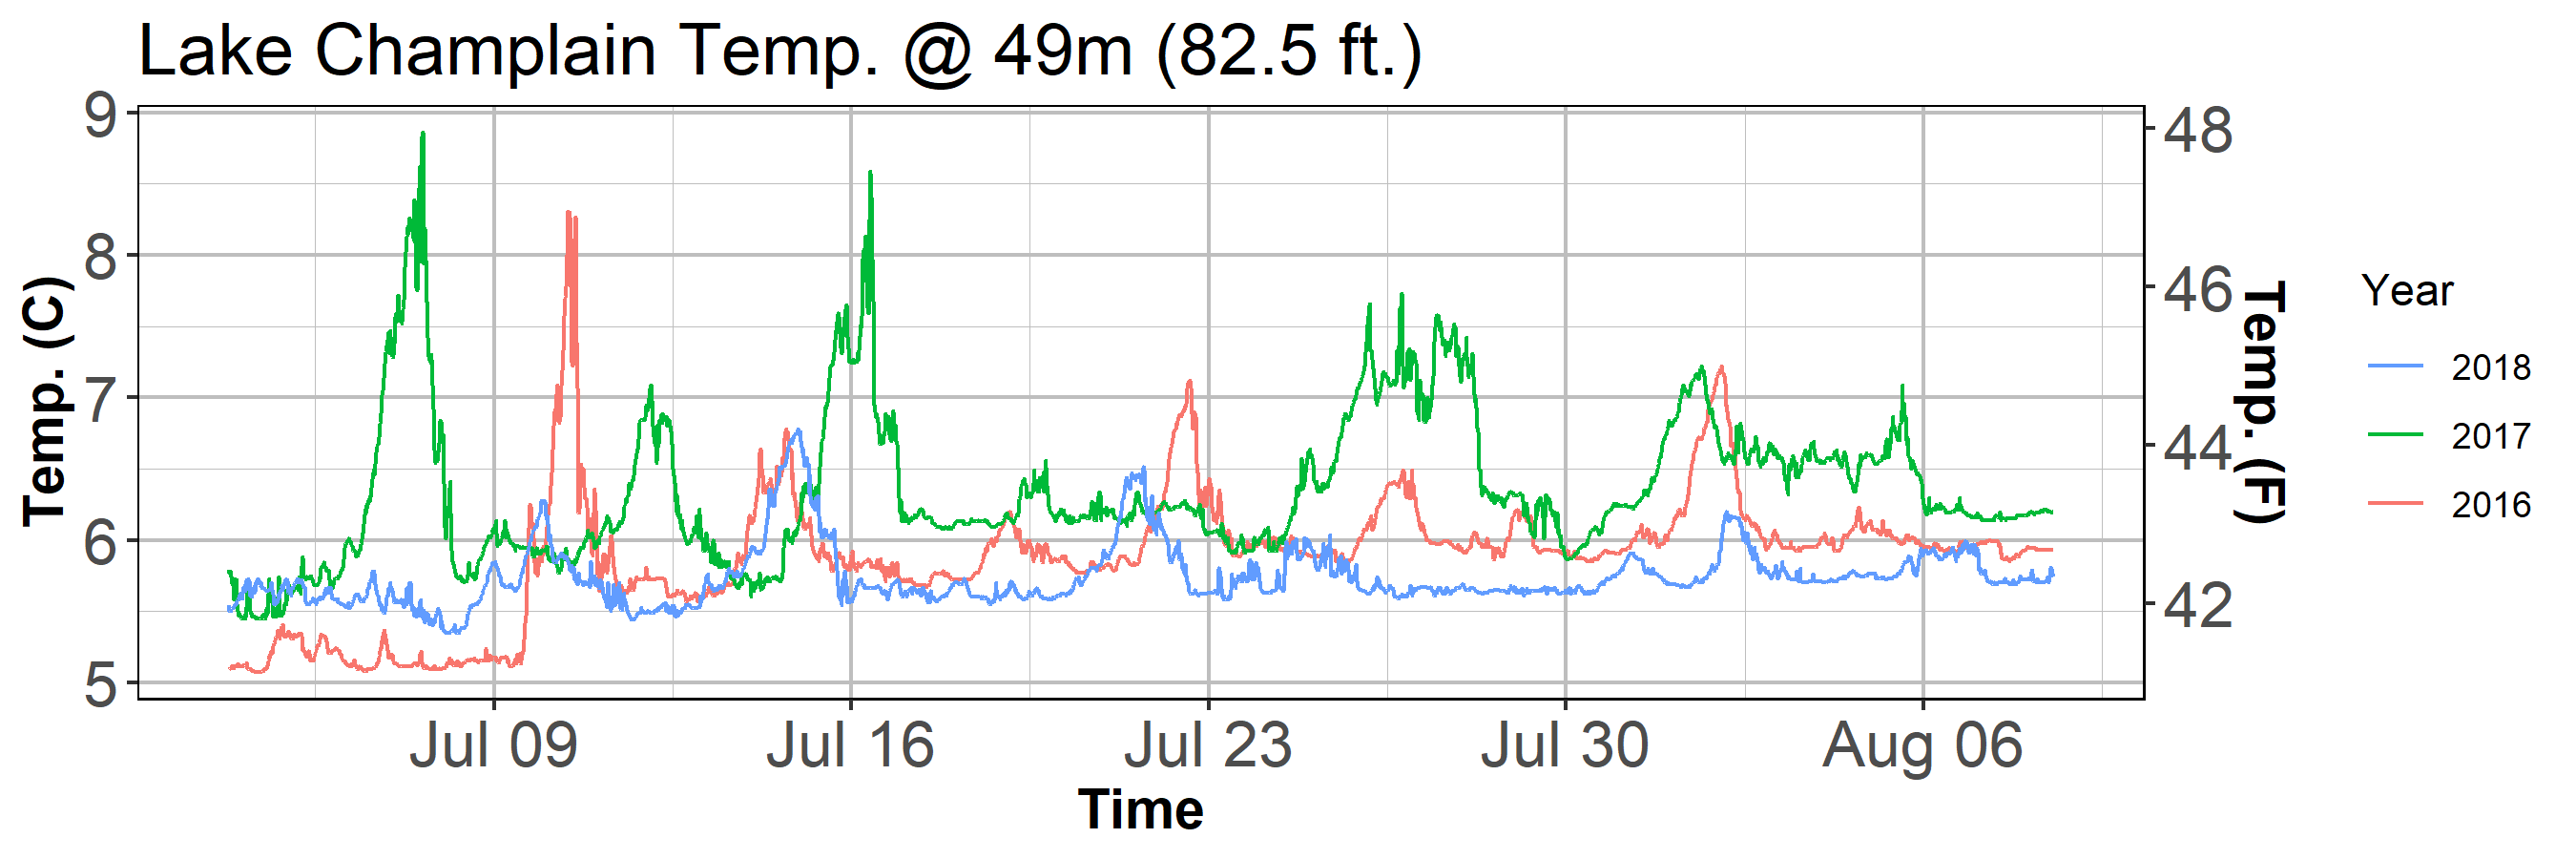 Lake Champlain Temp. @ 49m (82.5 ft.)
9
8
7
6
5
Temp. (C)
48
46
44
42
Temp. (F)
Jul 09
Jul 16
Jul 23
Jul 30
Aug 06
Time
Year
2018
2017
2016